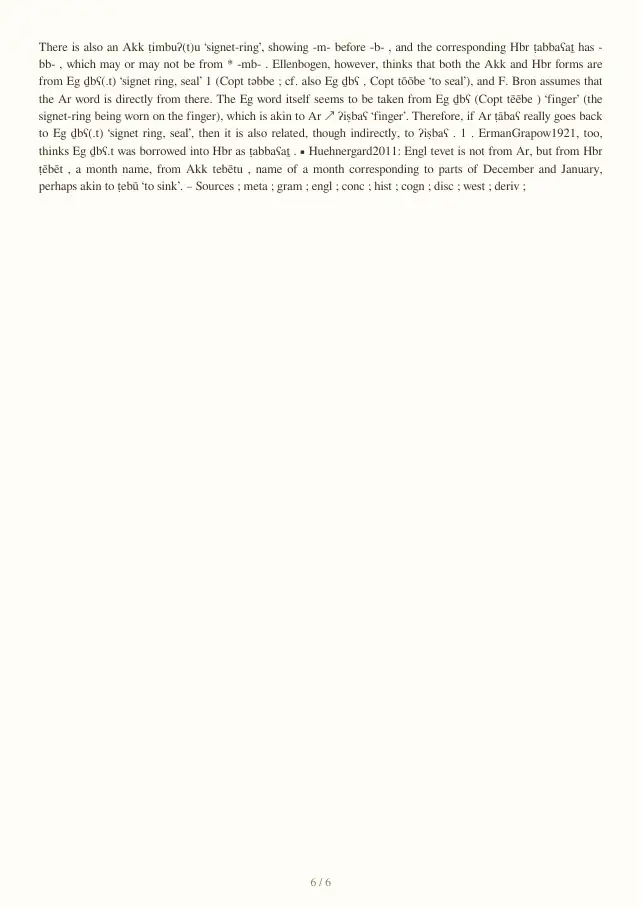 There is also an Akk ṭimbuʔ(t)u ‘signet-ring’, showing -m- before -b- , and the corresponding Hbr ṭabbaʕaṯ has -
bb- , which may or may not be from * -mb- . Ellenbogen, however, thinks that both the Akk and Hbr forms are
from Eg ḏbʕ(.t) ‘signet ring, seal’ 1 (Copt təbbe ; cf. also Eg ḏbʕ , Copt tōōbe ‘to seal’), and F. Bron assumes that
the Ar word is directly from there. The Eg word itself seems to be taken from Eg ḏbʕ (Copt tēēbe ) ‘finger’ (the
signet-ring being worn on the finger), which is akin to Ar ↗ ʔiṣbaʕ ‘finger’. Therefore, if Ar ṭābaʕ really goes back
to Eg ḏbʕ(.t) ‘signet ring, seal’, then it is also related, though indirectly, to ʔiṣbaʕ . 1 . ErmanGrapow1921, too,
thinks Eg ḏbʕ.t was borrowed into Hbr as ṭabbaʕaṯ . ▪ Huehnergard2011: Engl tevet is not from Ar, but from Hbr
ṭēbēt , a month name, from Akk tebētu , name of a month corresponding to parts of December and January,
perhaps akin to ṭebû ‘to sink’. – Sources ; meta ; gram ; engl ; conc ; hist ; cogn ; disc ; west ; deriv ;
6 / 6